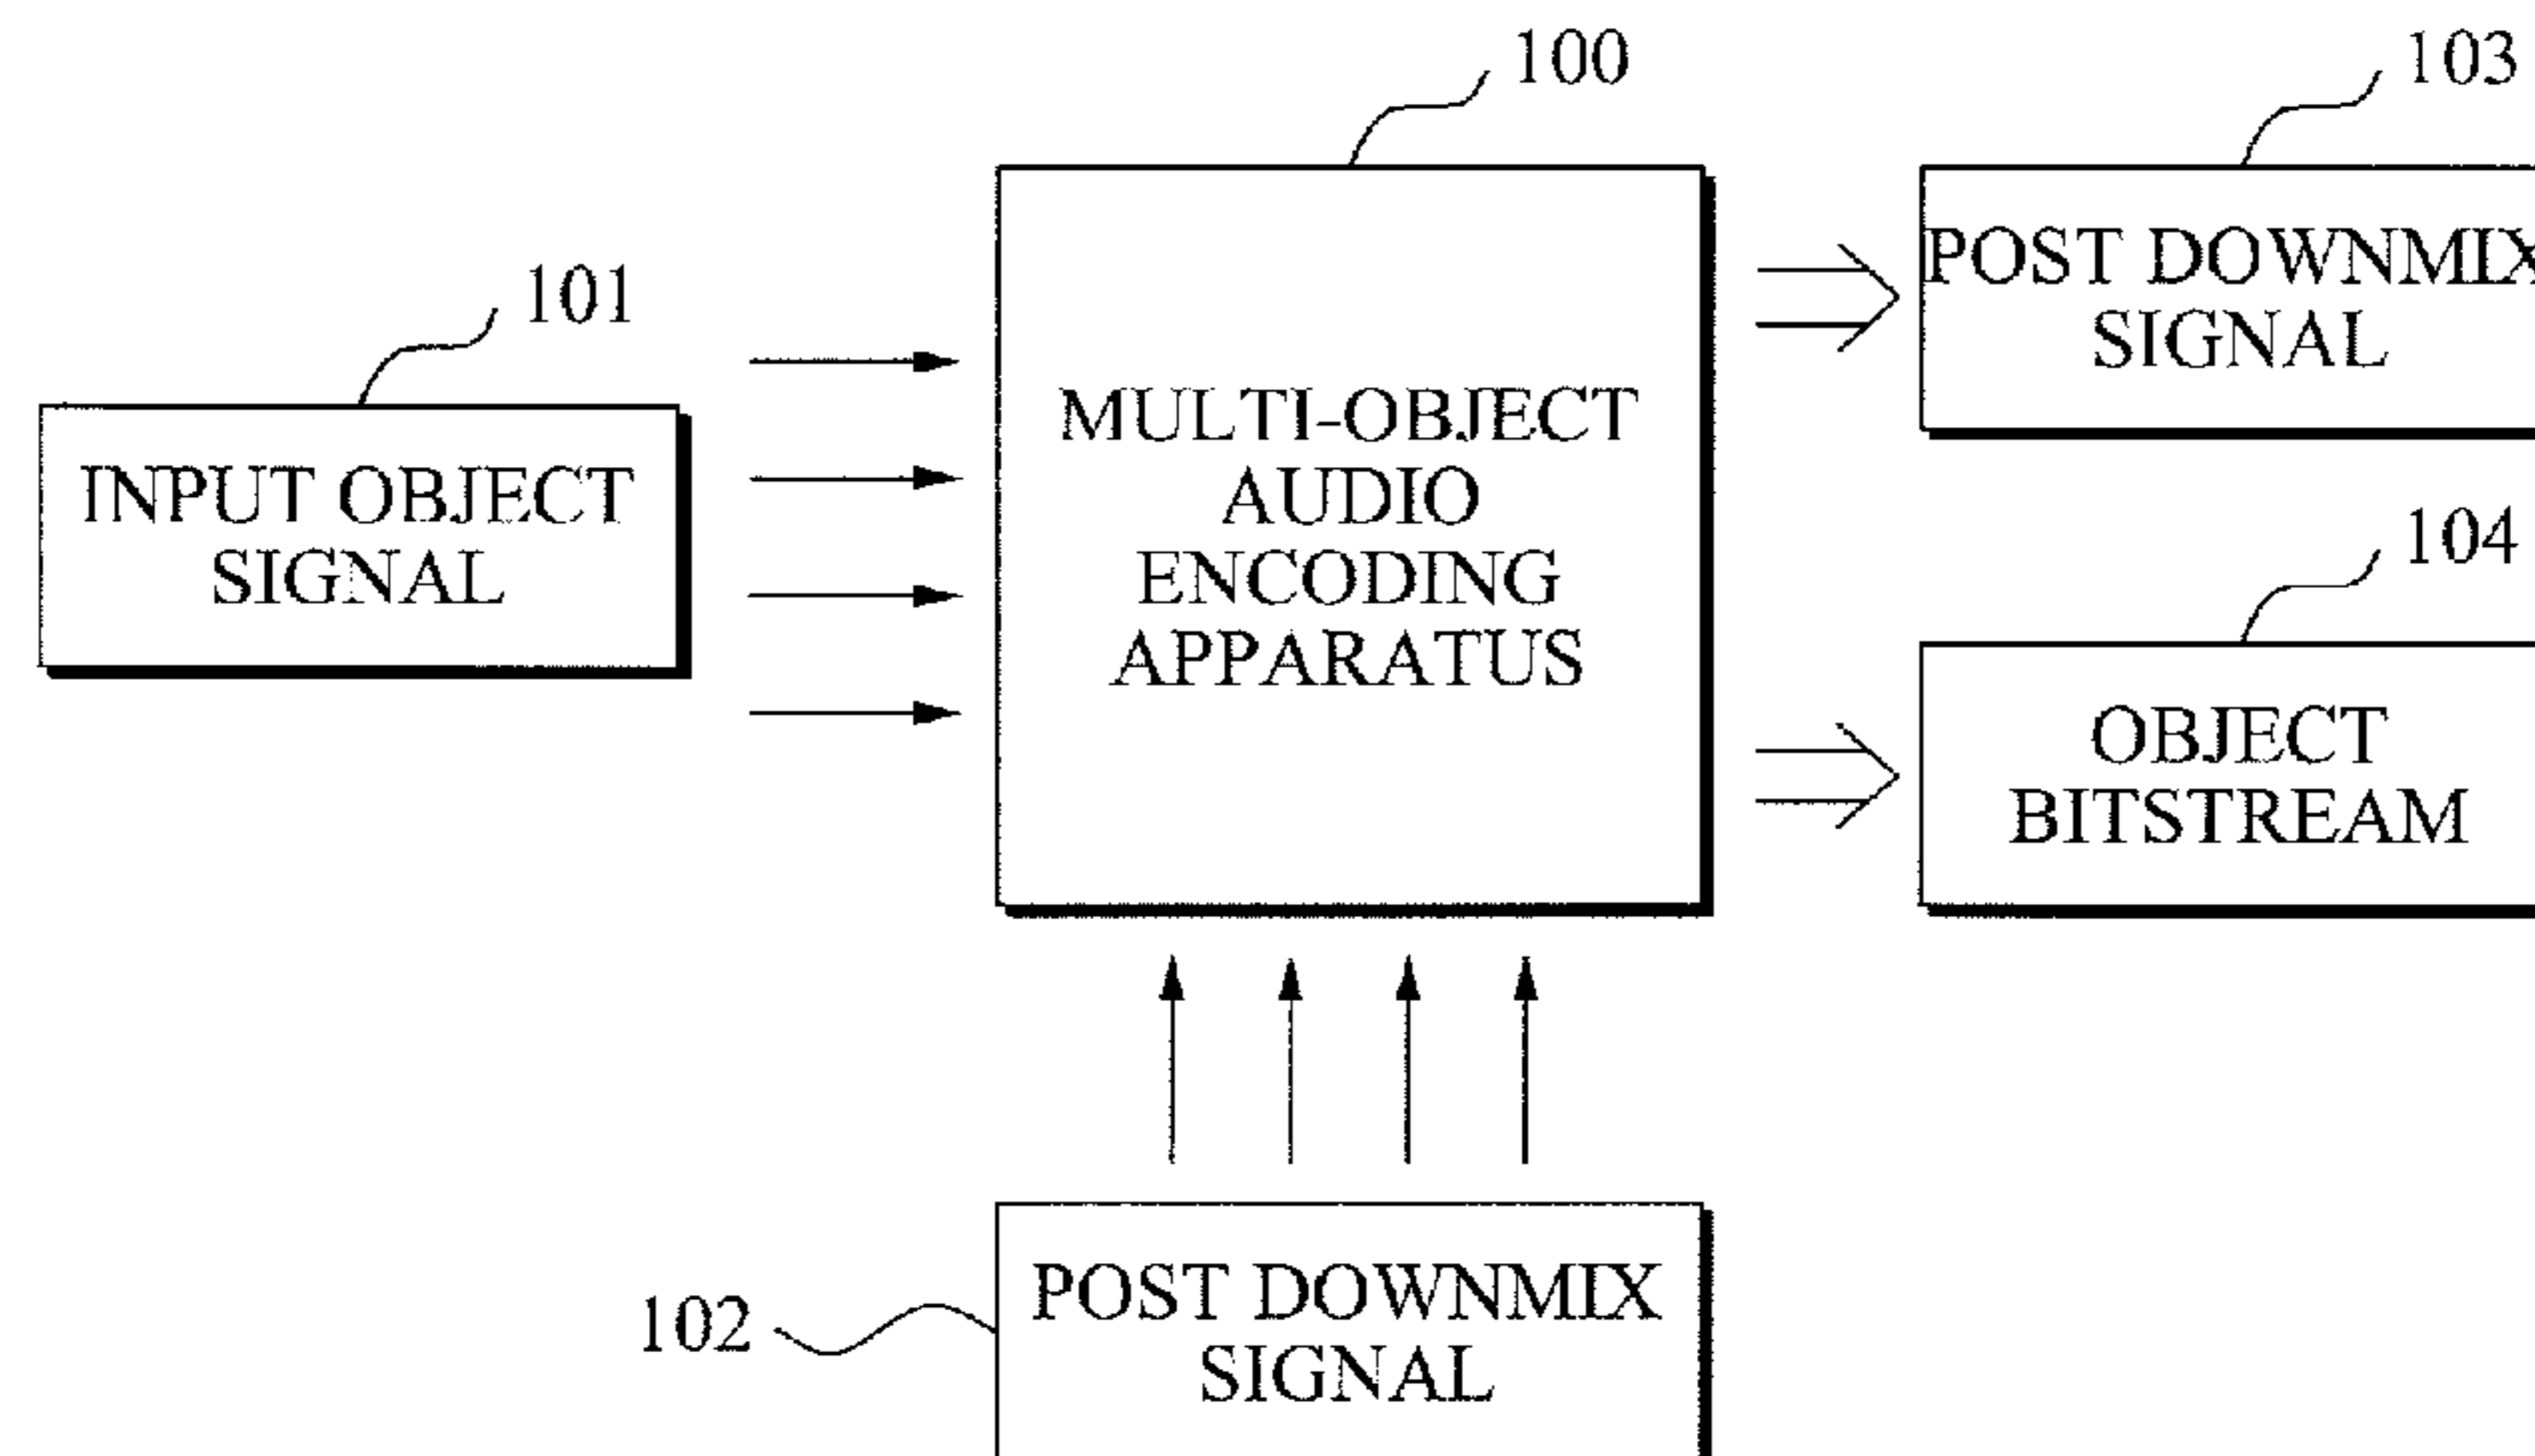 100
103
101
POST DOWNMIX
SIGNAL
MULTI-OBJECT
AUDIO
ENCODING
APPARATUS
INPUT OBJECT
SIGNAL
104
OBJECT
BITSTREAM
102
POST DOWNMIX
SIGNAL